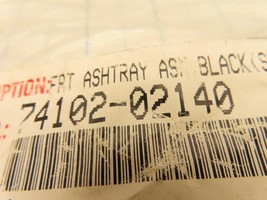 PTION: FRT ASHTRAY ASY BLACK(S
74102-02140